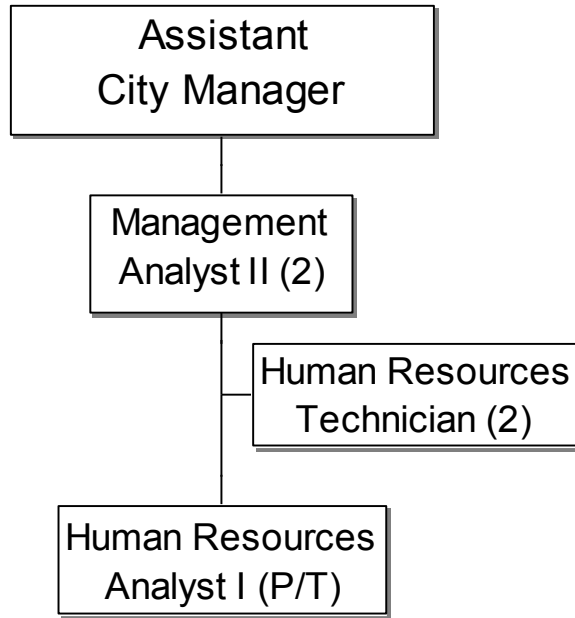 Assistant
City Manager
Management
Analyst II (2)
Human Resources
Technician (2)
Human Resources
Analyst I (P/T)